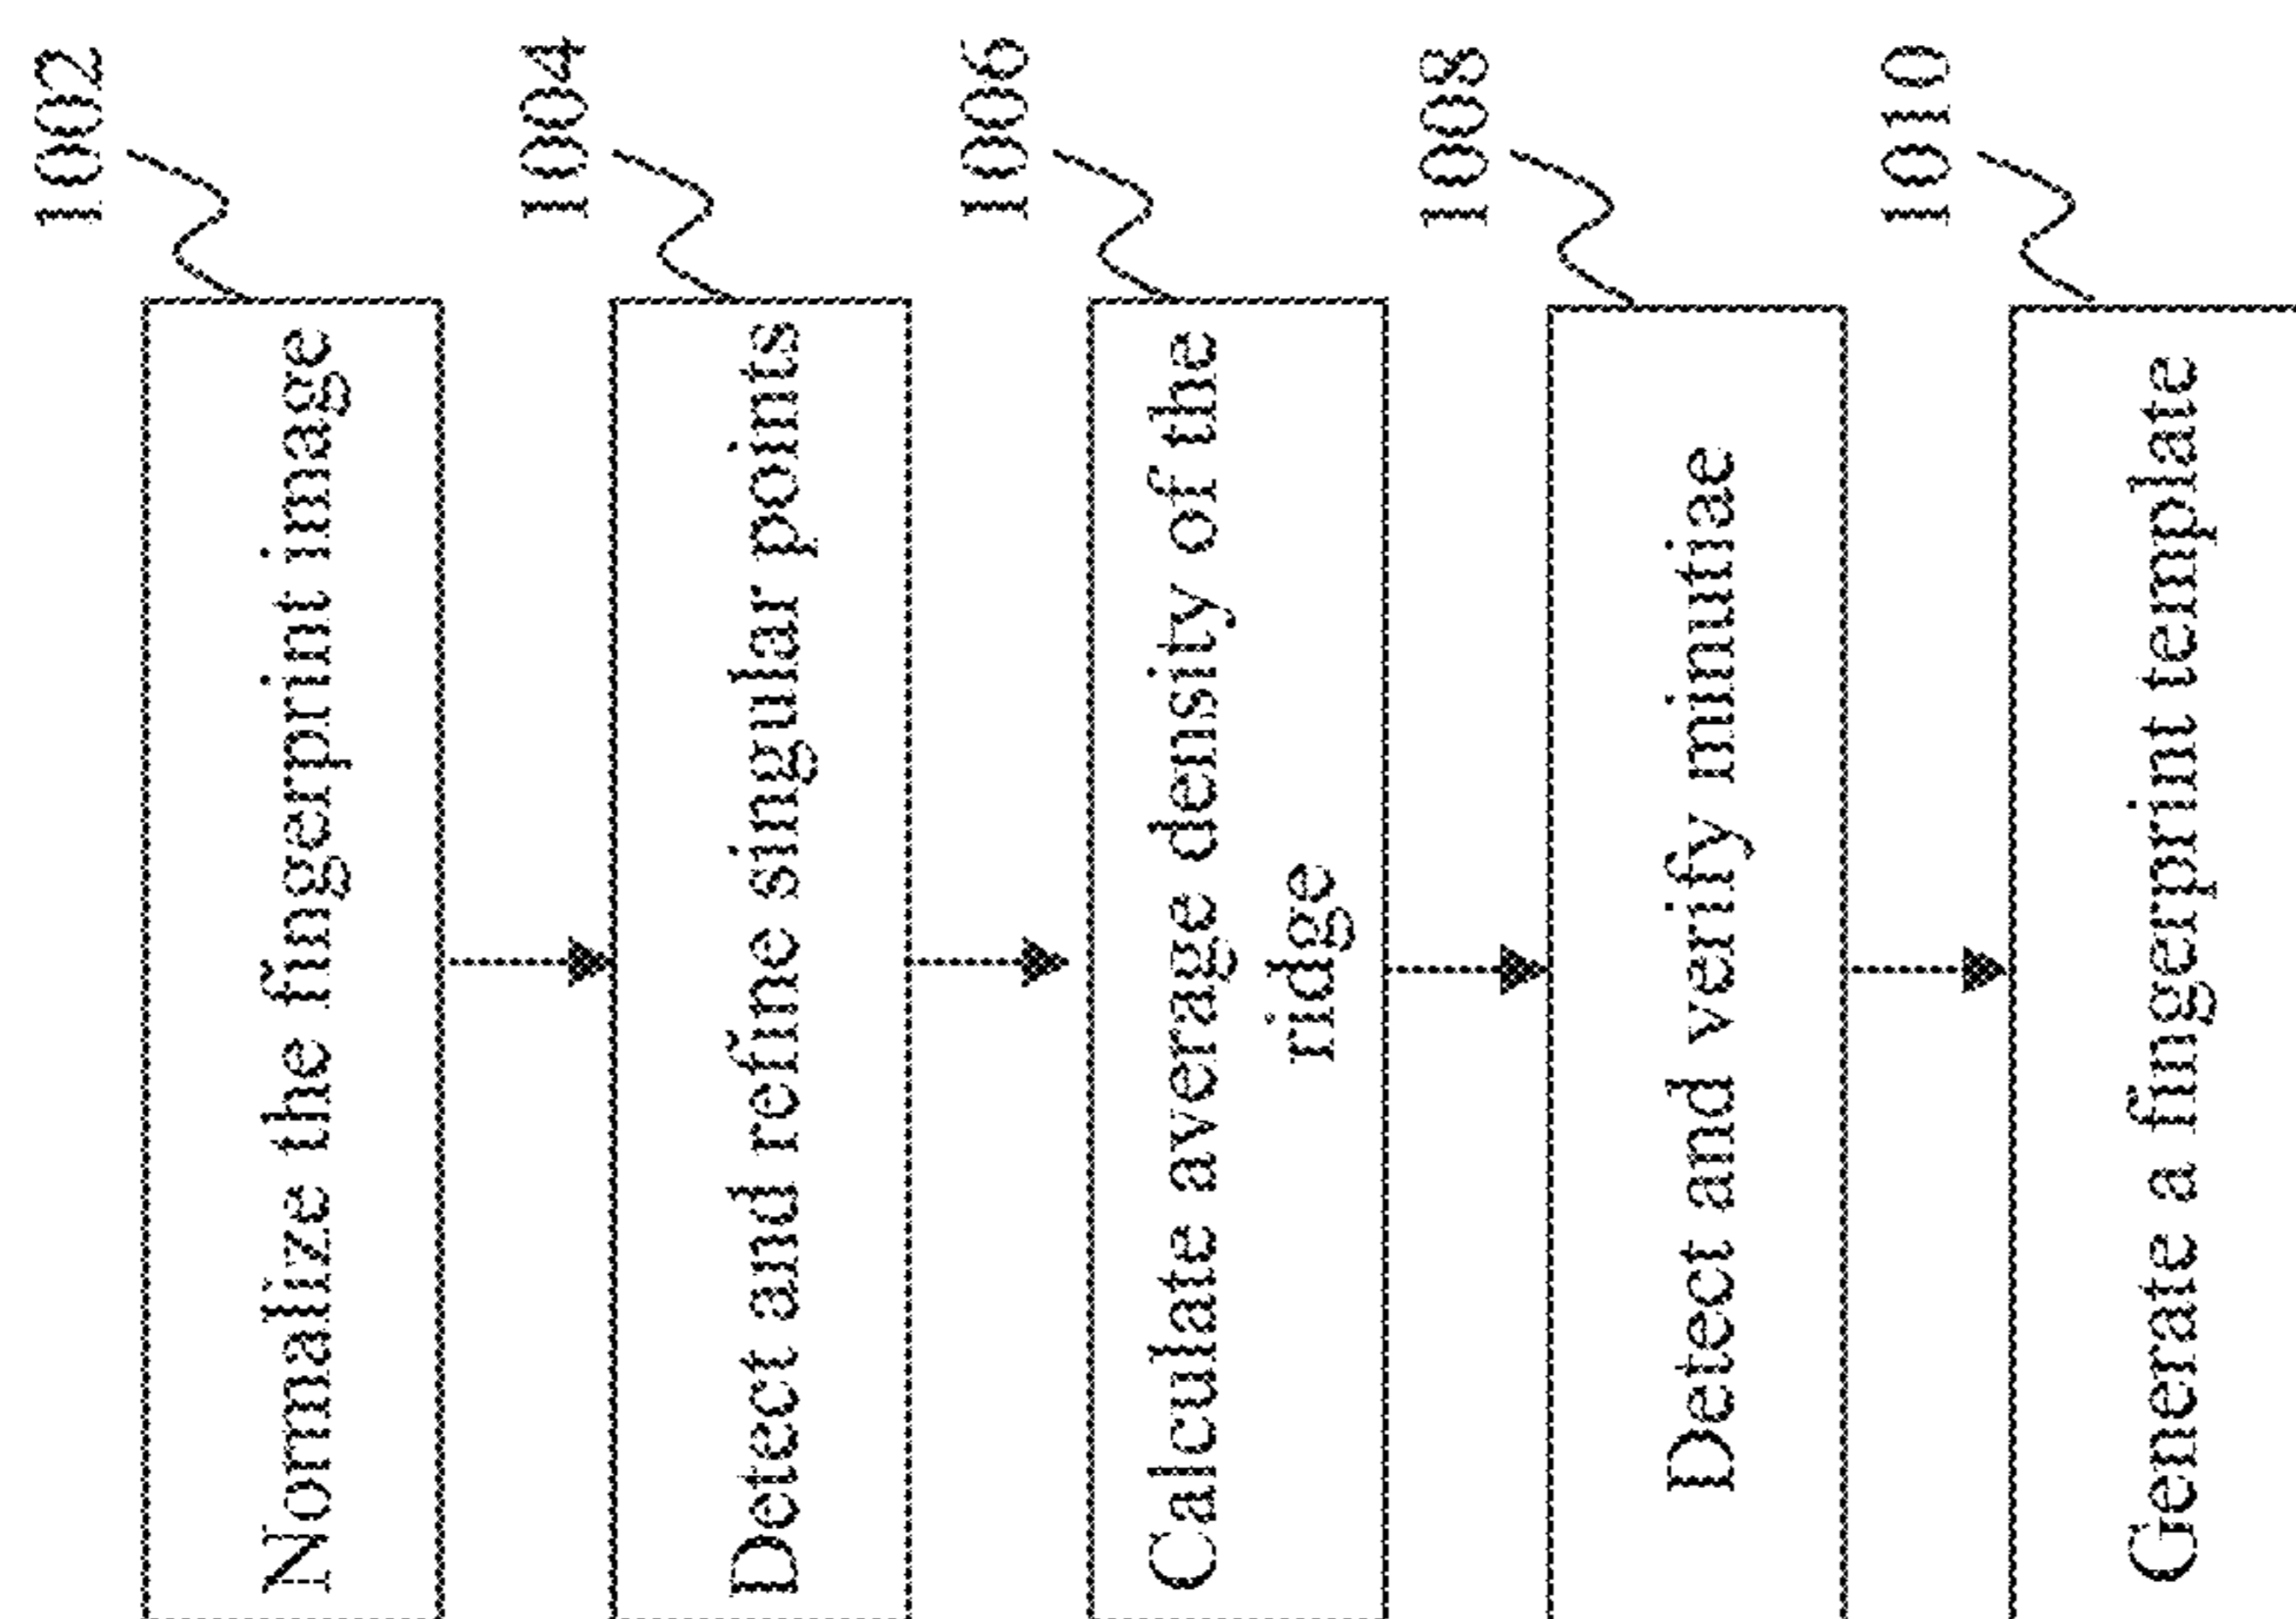 1002
Normalize the fingerprint image
1004
Detect and refine singular points
1006
Calculate average density of the
ridge
1008
Detect and verify minutiae
1010
Generate a fingerprint template